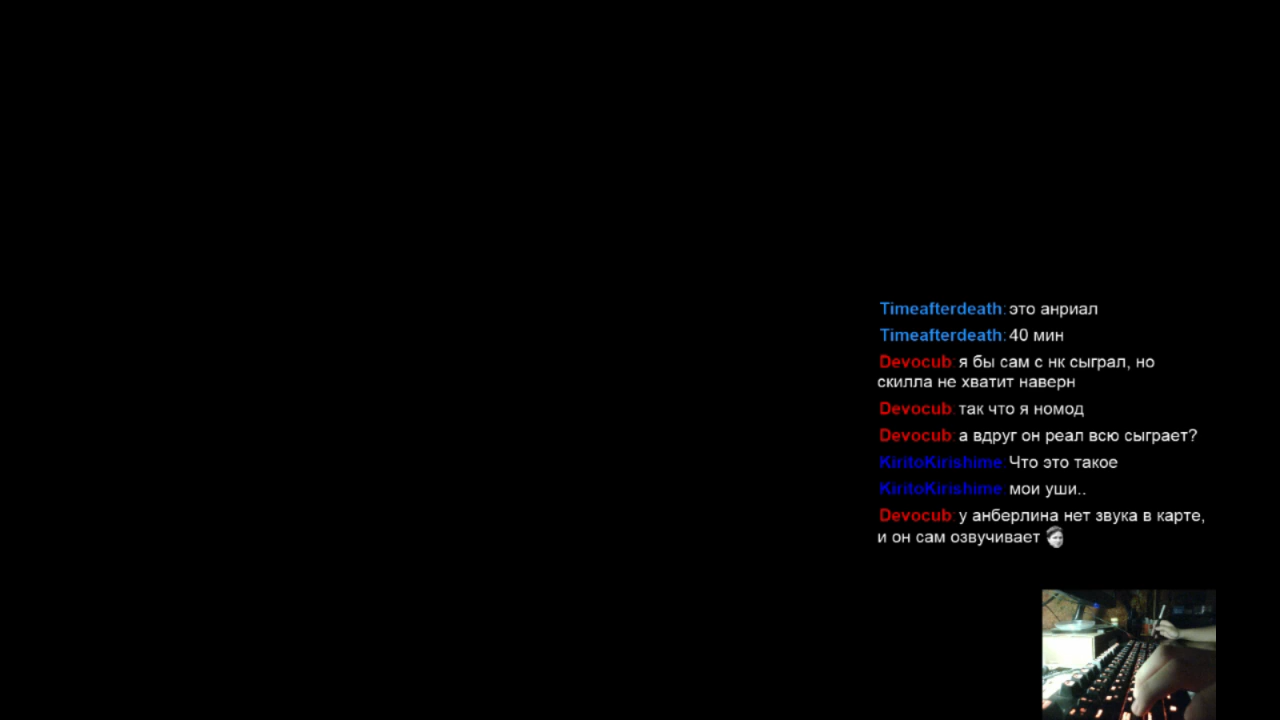 Timeafterdeath: это анриал
Timeafterdeath: 40 мин
Devocub: я бы сам с нк сыграл, но
скилла не хватит наверн
Devocub: так что я номод
Devocub: а вдруг он реал всю сыграет?
KiritoKirishime: Что это такое
KiritoKirishime: мои уши..
Devocub: у анберлина нет звука в карте,
и он сам озвучивает